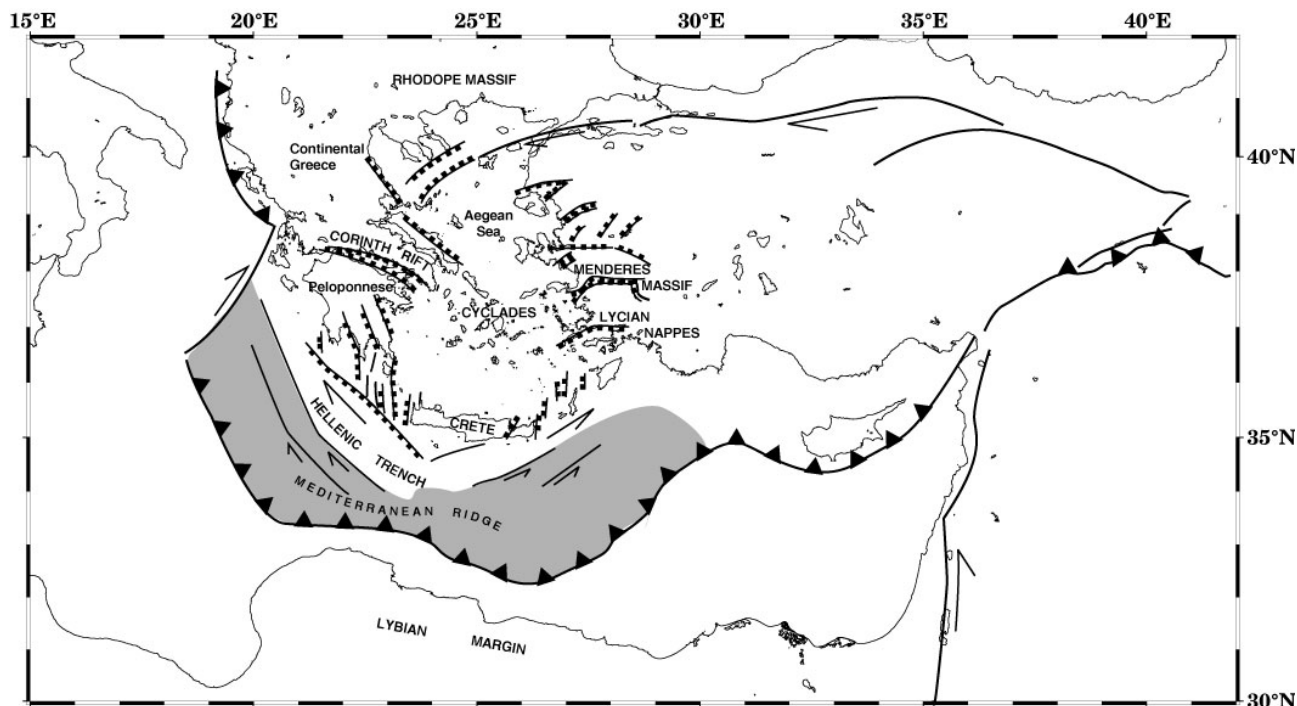 15°E 20°E 25°E 30°E 35°E 40°E
RHODOPE MASSIF
Continental
Greece
40°N
Aegean
Sea
CORINTH RIFT
MENDERES
MASSIF
Peloponnese
CYCLADES
LYCIAN
NAPPES
CRETE
HELLENIC TRENCH
35°N
MEDITERRANEAN RIDGE
LYBIAN MARGIN
30°N